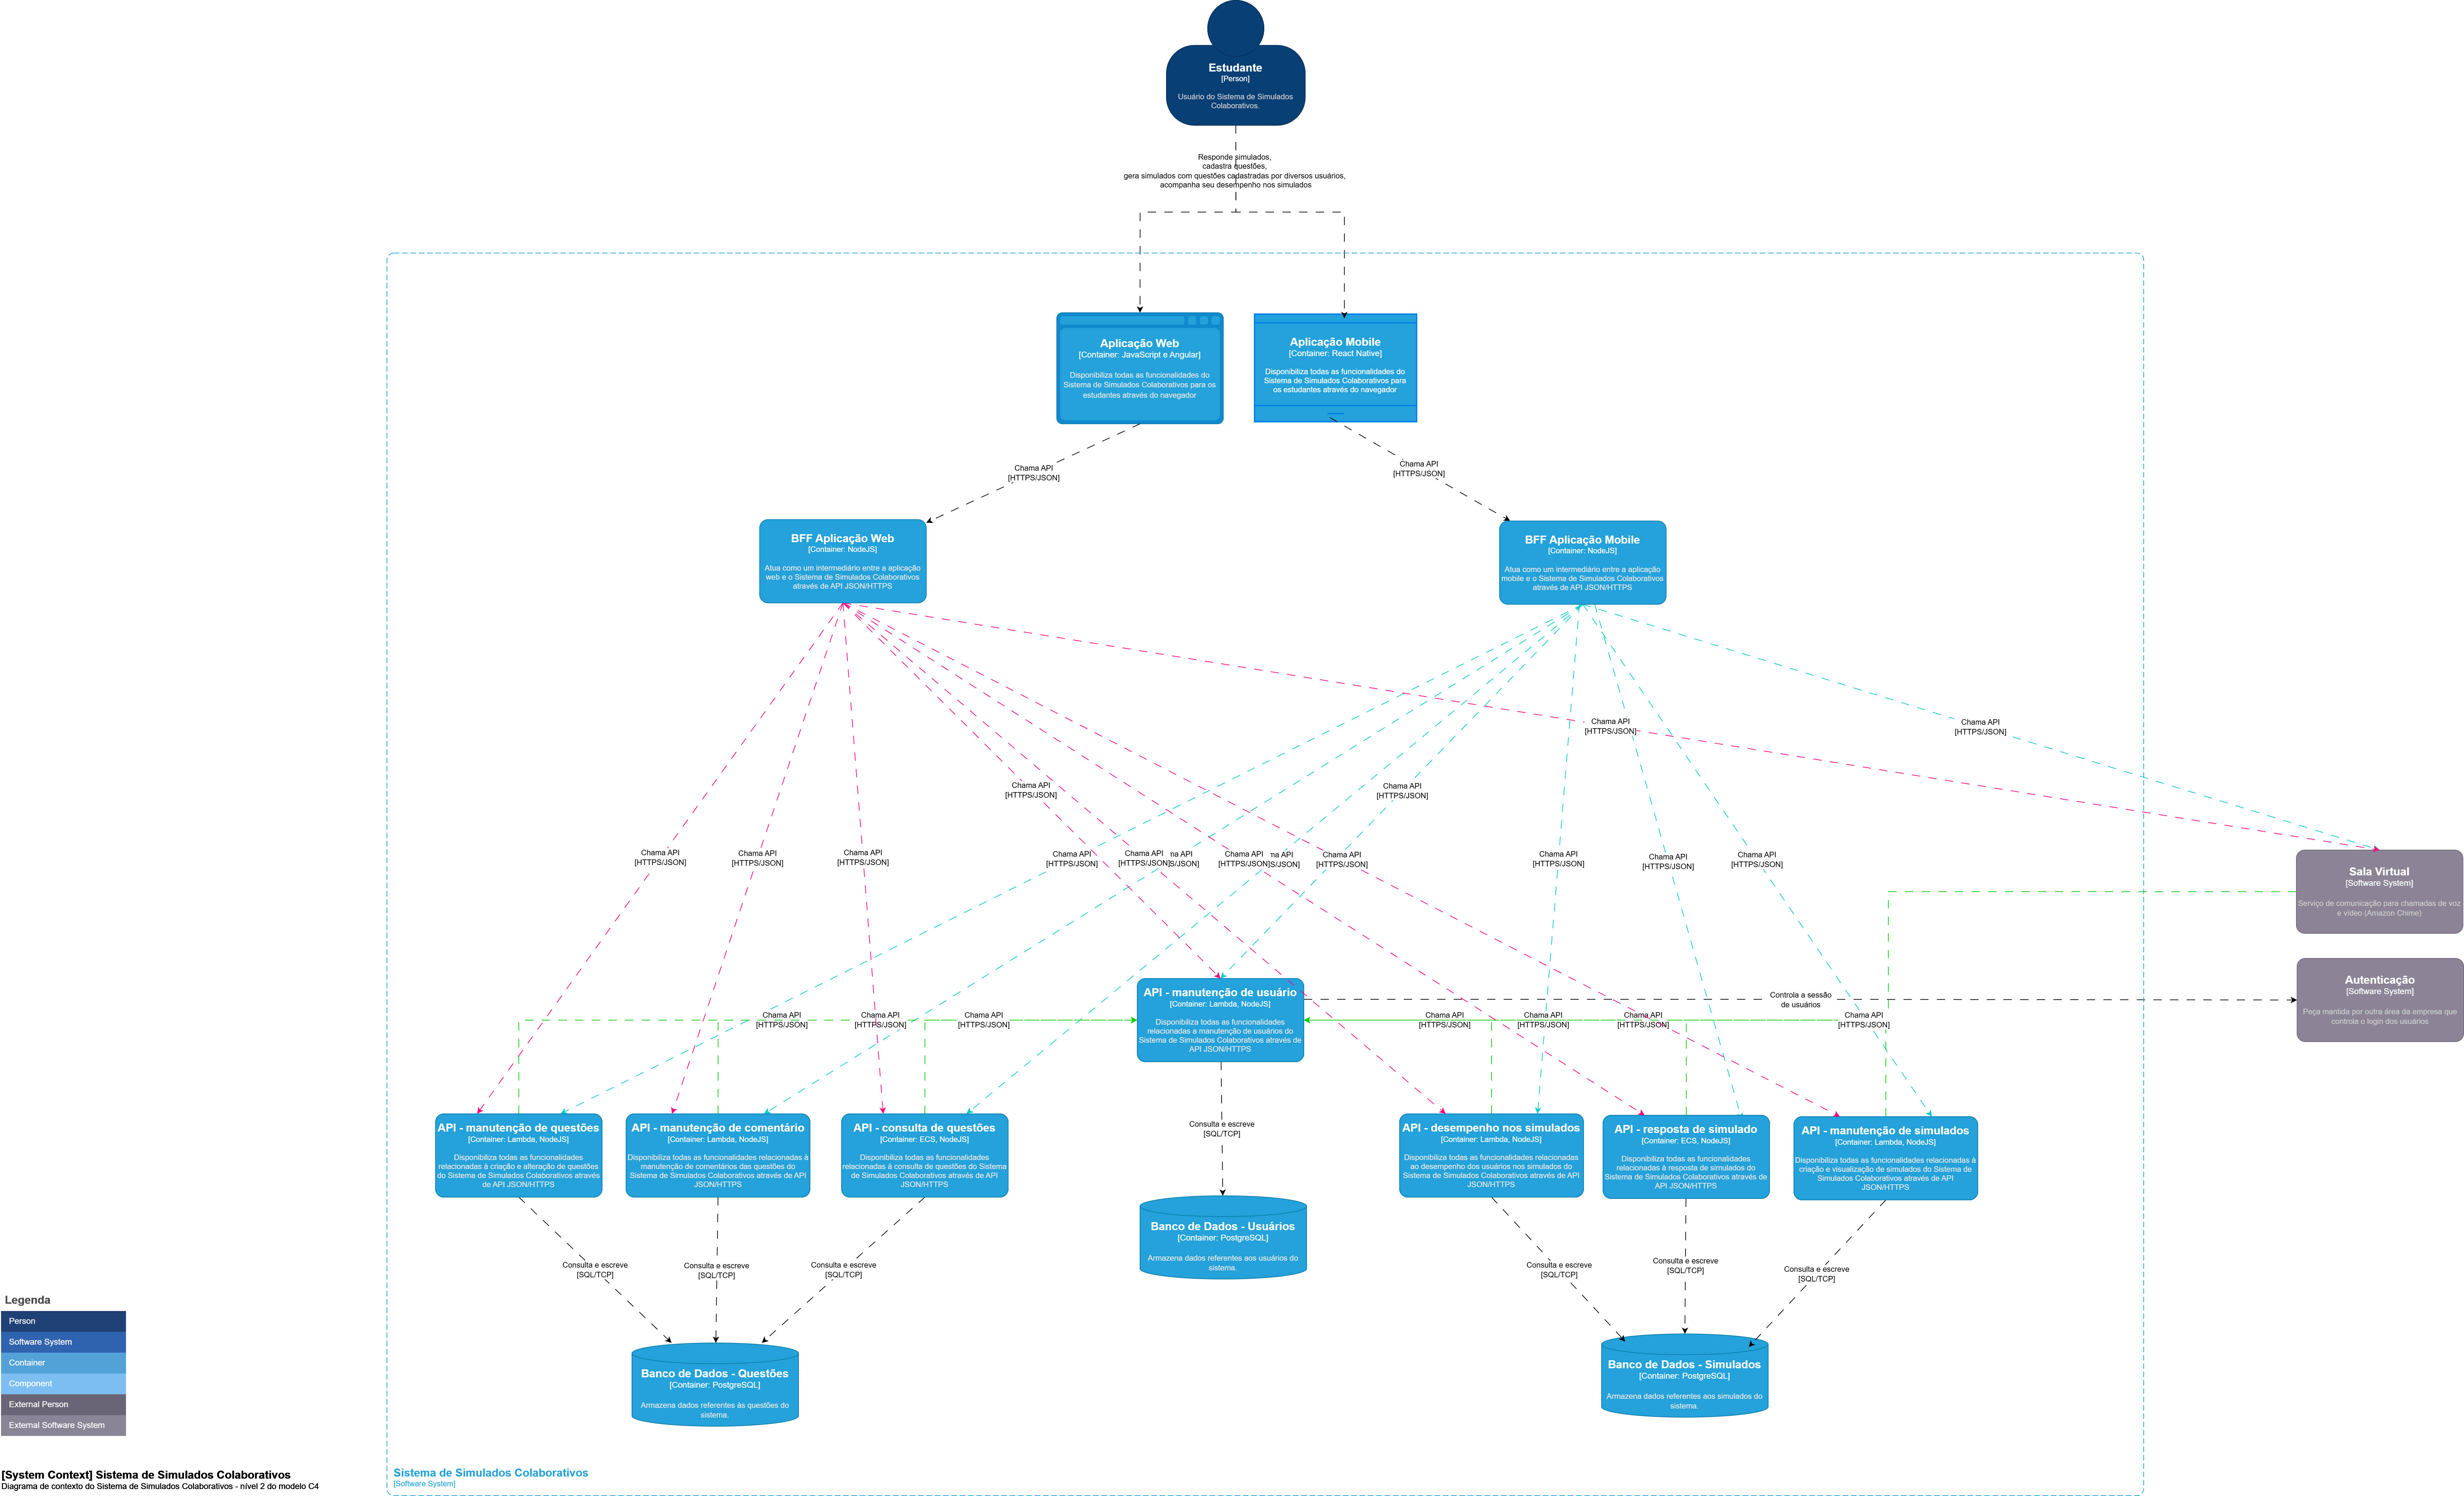 Estudante
[Person]
Usuário do Sistema de Simulados
Colaborativos.
Responde simulados,
cadastra questões,
gera simulados com questões cadastradas por diversos usuários,
acompanha seu desempenho nos simulados
Aplicação Web
[Container: JavaScript e Angular]
Disponibiliza todas as funcionalidades do
Sistema de Simulados Colaborativos para os
estudantes através do navegador
Aplicação Mobile
[Container: React Native]
Disponibiliza todas as funcionalidades do
Sistema de Simulados Colaborativos para
os estudantes através do navegador
Chama API
[HTTPS/JSON]
Chama API
[HTTPS/JSON]
BFF Aplicação Web
[Container: NodeJS]
Atua como um intermediário entre a aplicação
web e o Sistema de Simulados Colaborativos
através de API JSON/HTTPS
BFF Aplicação Mobile
[Container: NodeJS]
Atua como um intermediário entre a aplicação
mobile e o Sistema de Simulados Colaborativos
através de API JSON/HTTPS
Chama API
[HTTPS/JSON]
Chama API
[HTTPS/JSON]
Chama API
[HTTPS/JSON]
Chama API
[HTTPS/JSON]
Chama API
[HTTPS/JSON]
Chama API
[HTTPS/JSON]
Chama API
[HTTPS/JSON]
Chama API
[HTTPS/JSON]
Chama API
[HTTPS/JSON]
Chama API
[HTTPS/JSON]
Chama API
[HTTPS/JSON]
Chama API
[HTTPS/JSON]
Chama API
[HTTPS/JSON]
Chama API
[HTTPS/JSON]
Sala Virtual
[Software System]
Serviço de comunicação para chamadas de voz
e vídeo (Amazon Chime)
Autenticação
[Software System]
Peça mantida por outra área da empresa que
controla o login dos usuários
Controla a sessão
de usuários
API - manutenção de usuário
[Container: Lambda, NodeJS]
Disponibiliza todas as funcionalidades
relacionadas a manutenção de usuários do
Sistema de Simulados Colaborativos através de
API JSON/HTTPS
Chama API
[HTTPS/JSON]
Chama API
[HTTPS/JSON]
Chama API
[HTTPS/JSON]
Chama API
[HTTPS/JSON]
Chama API
[HTTPS/JSON]
Chama API
[HTTPS/JSON]
Chama API
[HTTPS/JSON]
API - manutenção de questões
[Container: Lambda, NodeJS]
Disponibiliza todas as funcionalidades
relacionadas à criação e alteração de questões
do Sistema de Simulados Colaborativos através
de API JSON/HTTPS
API - manutenção de comentário
[Container: Lambda, NodeJS]
Disponibiliza todas as funcionalidades relacionadas à
manutenção de comentários das questões do
Sistema de Simulados Colaborativos através de API
JSON/HTTPS
API - consulta de questões
[Container: ECS, NodeJS]
Disponibiliza todas as funcionalidades
relacionadas à consulta de questões do Sistema
de Simulados Colaborativos através de API
JSON/HTTPS
API - desempenho nos simulados
[Container: Lambda, NodeJS]
Disponibiliza todas as funcionalidades relacionadas
ao desempenho dos usuários nos simulados do
Sistema de Simulados Colaborativos através de API
JSON/HTTPS
API - resposta de simulado
[Container: ECS, NodeJS]
Disponibiliza todas as funcionalidades
relacionadas à resposta de simulados do
Sistema de Simulados Colaborativos através de
API JSON/HTTPS
API - manutenção de simulados
[Container: Lambda, NodeJS]
Disponibiliza todas as funcionalidades relacionadas à
criação e visualização de simulados do Sistema de
Simulados Colaborativos através de API
JSON/HTTPS
Consulta e escreve
[SQL/TCP]
Consulta e escreve
[SQL/TCP]
Consulta e escreve
[SQL/TCP]
Consulta e escreve
[SQL/TCP]
Consulta e escreve
[SQL/TCP]
Consulta e escreve
[SQL/TCP]
Consulta e escreve
[SQL/TCP]
Banco de Dados - Usuários
[Container: PostgreSQL]
Armazena dados referentes aos usuários do
sistema.
Banco de Dados - Questões
[Container: PostgreSQL]
Armazena dados referentes às questões do
sistema.
Banco de Dados - Simulados
[Container: PostgreSQL]
Armazena dados referentes aos simulados do
sistema.
Legenda
Person
Software System
Container
Component
External Person
External Software System
Sistema de Simulados Colaborativos
[Software System]
[System Context] Sistema de Simulados Colaborativos
Diagrama de contexto do Sistema de Simulados Colaborativos - nível 2 do modelo C4